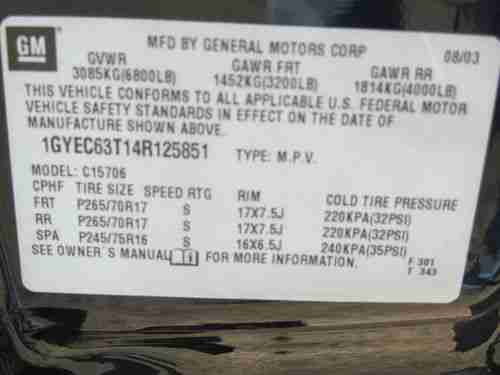 GM
MFD BY GENERAL MOTORS CORP 08/03
GVWR GAWR FRT GAWR RR
3085KG(6800LB) 1452KG(3200LB) 1814KG(4000LB)
THIS VEHICLE CONFORMS TO ALL APPLICABLE U.S. FEDERAL MOTOR
VEHICLE SAFETY STANDARDS IN EFFECT ON THE DATE OF
MANUFACTURE SHOWN ABOVE.
1GYEC63T14R125851 TYPE: M.P.V.
MODEL: C15706
CPHF TIRE SIZE SPEED RTG RIM COLD TIRE PRESSURE
FRT P265/70R17 S 17X7.5J 220KPA(32PSI)
RR P265/70R17 S 17X7.5J 220KPA(32PSI)
SPA P245/75R16 S 16X6.5J 240KPA(35PSI)
SEE OWNER'S MANUAL FOR MORE INFORMATION. F 301
T 343